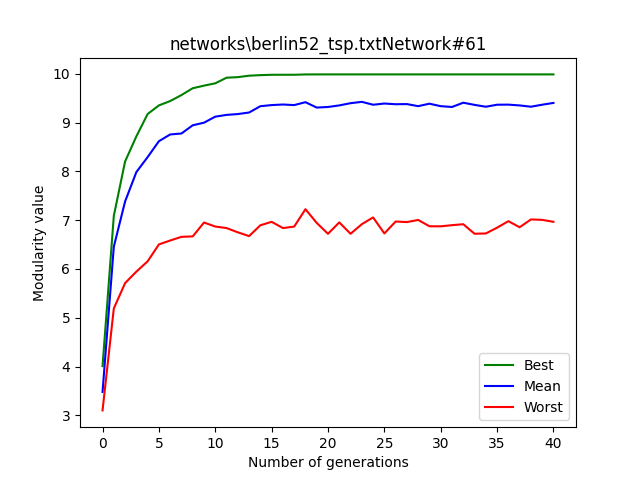 networks\berlin52_tsp.txtNetwork#61
Modularity value
10
9
8
7
6
5
4
3
Best
Mean
Worst
0 5 10 15 20 25 30 35 40
Number of generations